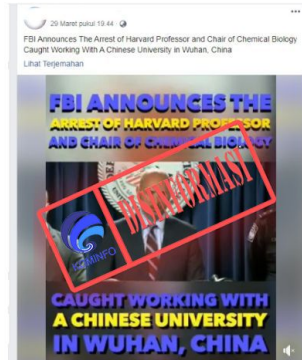 29 Maret pukul 19.44
FBI Announces The Arrest of Harvard Professor and Chair of Chemical Biology
Caught Working With A Chinese University in Wuhan, China
Lihat Terjemahan
FBI ANNOUNCES THE
ARREST OF HARVARD PROFESSOR
AND CHAIR OF CHEMICAL BIOLOGY
DISINFORMASI
KOMINFO
CAUGHT WORKING WITH
A CHINESE UNIVERSITY
IN WUHAN, CHINA